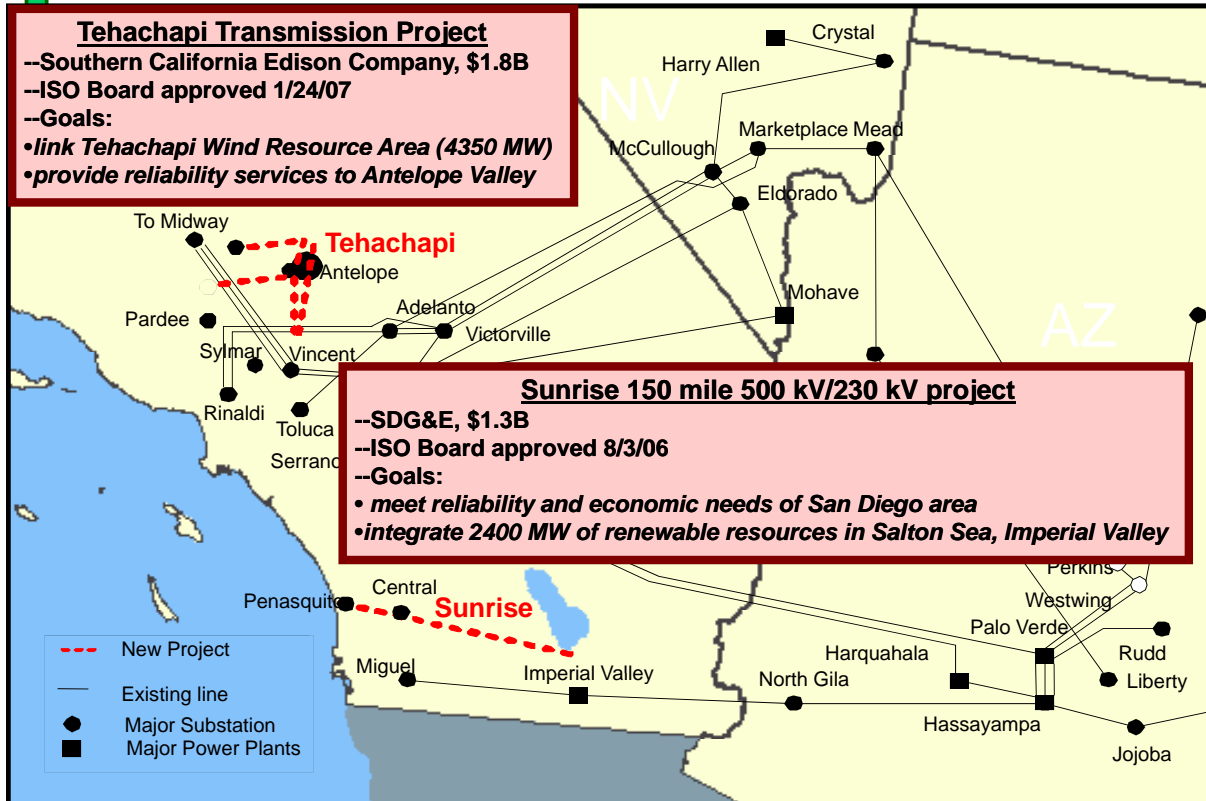 Tehachapi Transmission Project
--Southern California Edison Company, $1.8B
--ISO Board approved 1/24/07
--Goals:
•link Tehachapi Wind Resource Area (4350 MW)
•provide reliability services to Antelope Valley
Crystal
Harry Allen
NV
Marketplace Mead
McCullough
Eldorado
To Midway
Tehachapi
Antelope
Mohave
Adelanto
AZ
Pardee
Victorville
Sylmar
Vincent
Rinaldi
Toluca
Serrano
Sunrise 150 mile 500 kV/230 kV project
--SDG&E, $1.3B
--ISO Board approved 8/3/06
--Goals:
• meet reliability and economic needs of San Diego area
•integrate 2400 MW of renewable resources in Salton Sea, Imperial Valley
Perkins
Central
Penasquito
Sunrise
Westwing
Palo Verde
New Project
Miguel
Imperial Valley
Harquahala
Rudd
North Gila
Liberty
Existing line
Hassayampa
Major Substation
Major Power Plants
Jojoba